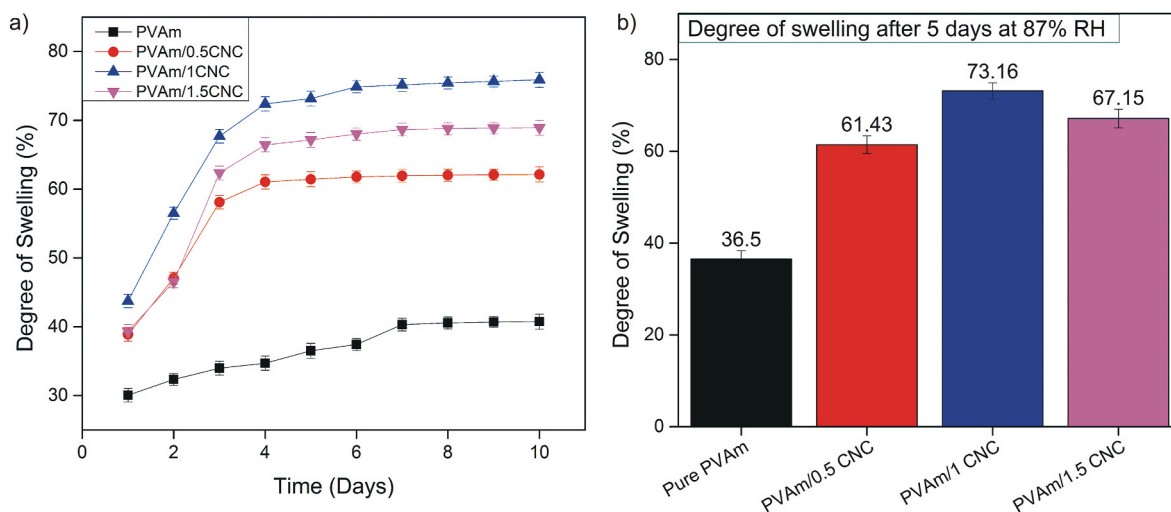 a)
PVAm
PVAm/0.5CNC
PVAm/1CNC
PVAm/1.5CNC
80
70
60
50
40
30
Degree of Swelling (%)
0
2
4
6
8
10
Time (Days)
b)
Degree of swelling after 5 days at 87% RH
80
60
40
20
0
Degree of Swelling (%)
36.5
61.43
73.16
67.15
Pure PVAm
PVAm/0.5 CNC
PVAm/1 CNC
PVAm/1.5 CNC